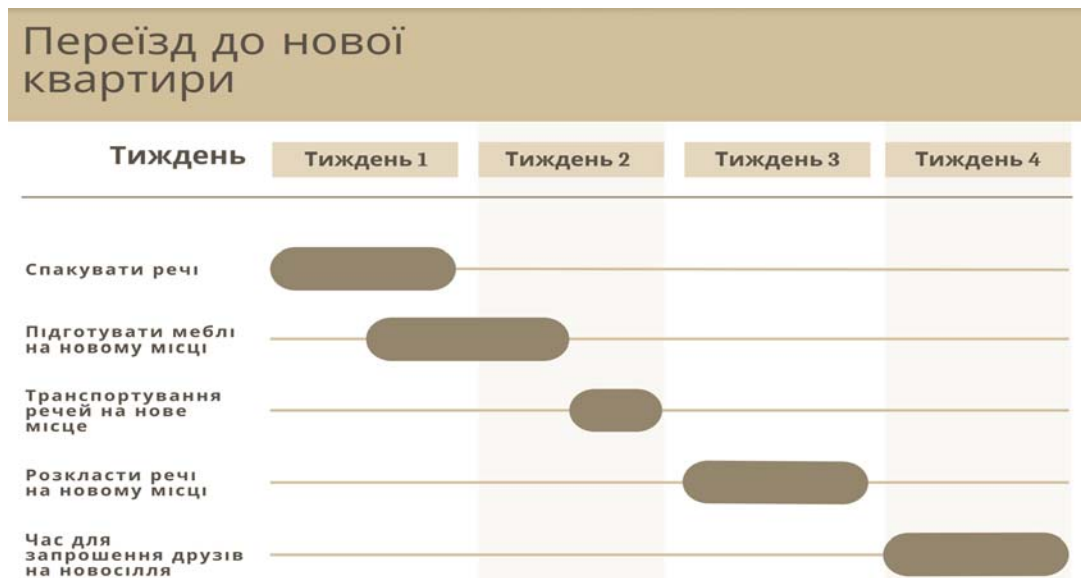 Переїзд до нової
квартири
Тиждень
Тиждень 1
Тиждень 2
Тиждень 3
Тиждень 4
Спакувати речі
Підготувати меблі
на новому місці
Транспортування
речей на нове
місце
Розкласти речі
на новому місці
Час для
запрошення друзів
на новосілля